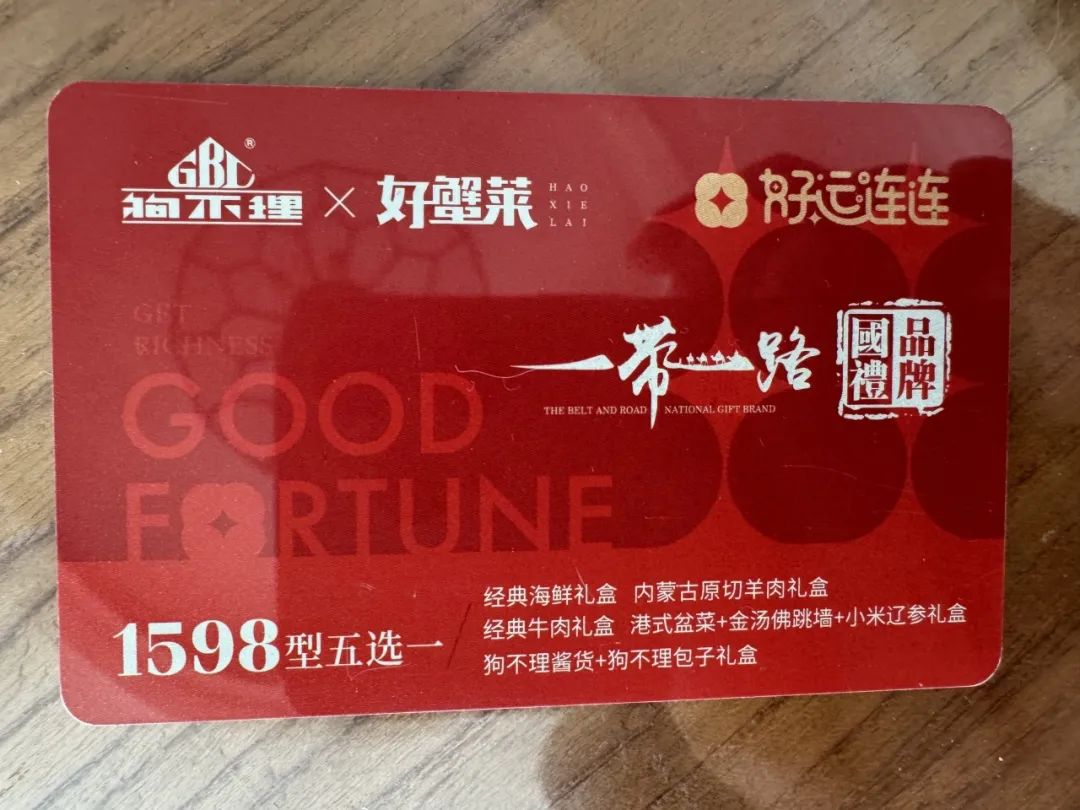 GBL®
狗不理 × 好蟹莱 HAO XIE LAI
好运连连
GET
RICHNESS
GOOD
FORTUNE
一带一路
THE BELT AND ROAD NATIONAL GIFT BRAND
國禮品牌
1598型五选一
经典海鲜礼盒 内蒙古原切羊肉礼盒
经典牛肉礼盒 港式盆菜+金汤佛跳墙+小米辽参礼盒
狗不理酱货+狗不理包子礼盒